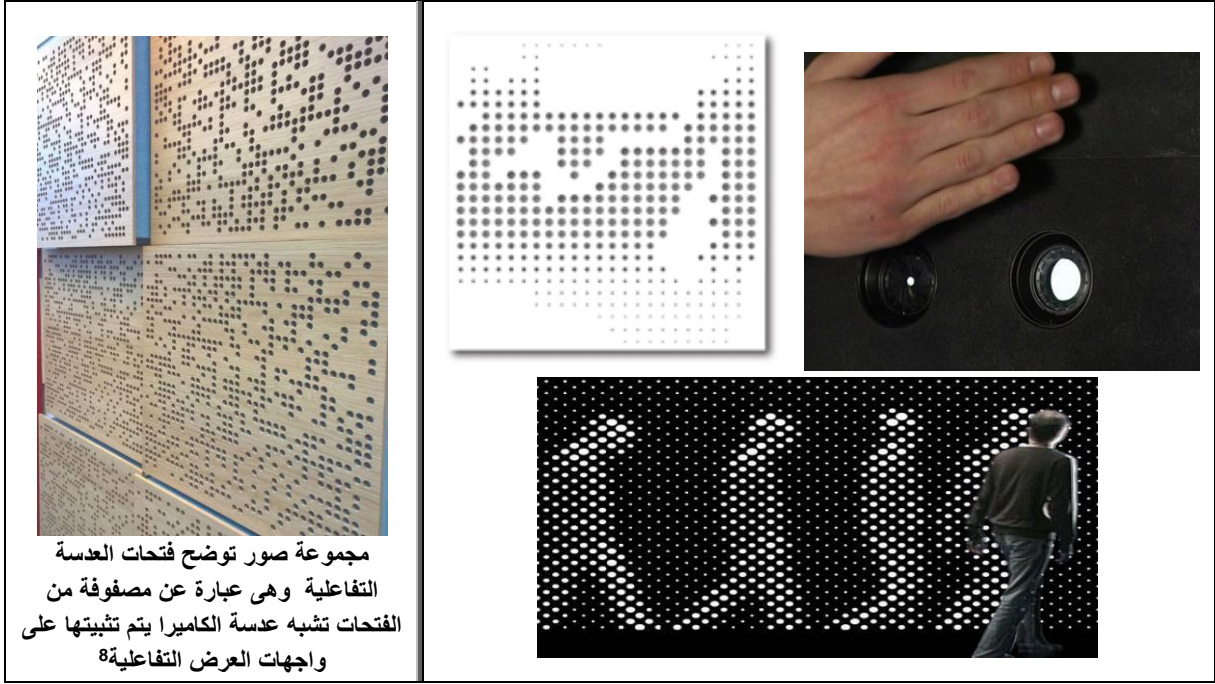 مجموعة صور توضح فتحات العدسة
التفاعلية وهى عبارة عن مصفوفة من
الفتحات تشبه عدسة الكاميرا يتم تثبيتها على
واجهات العرض التفاعلية8